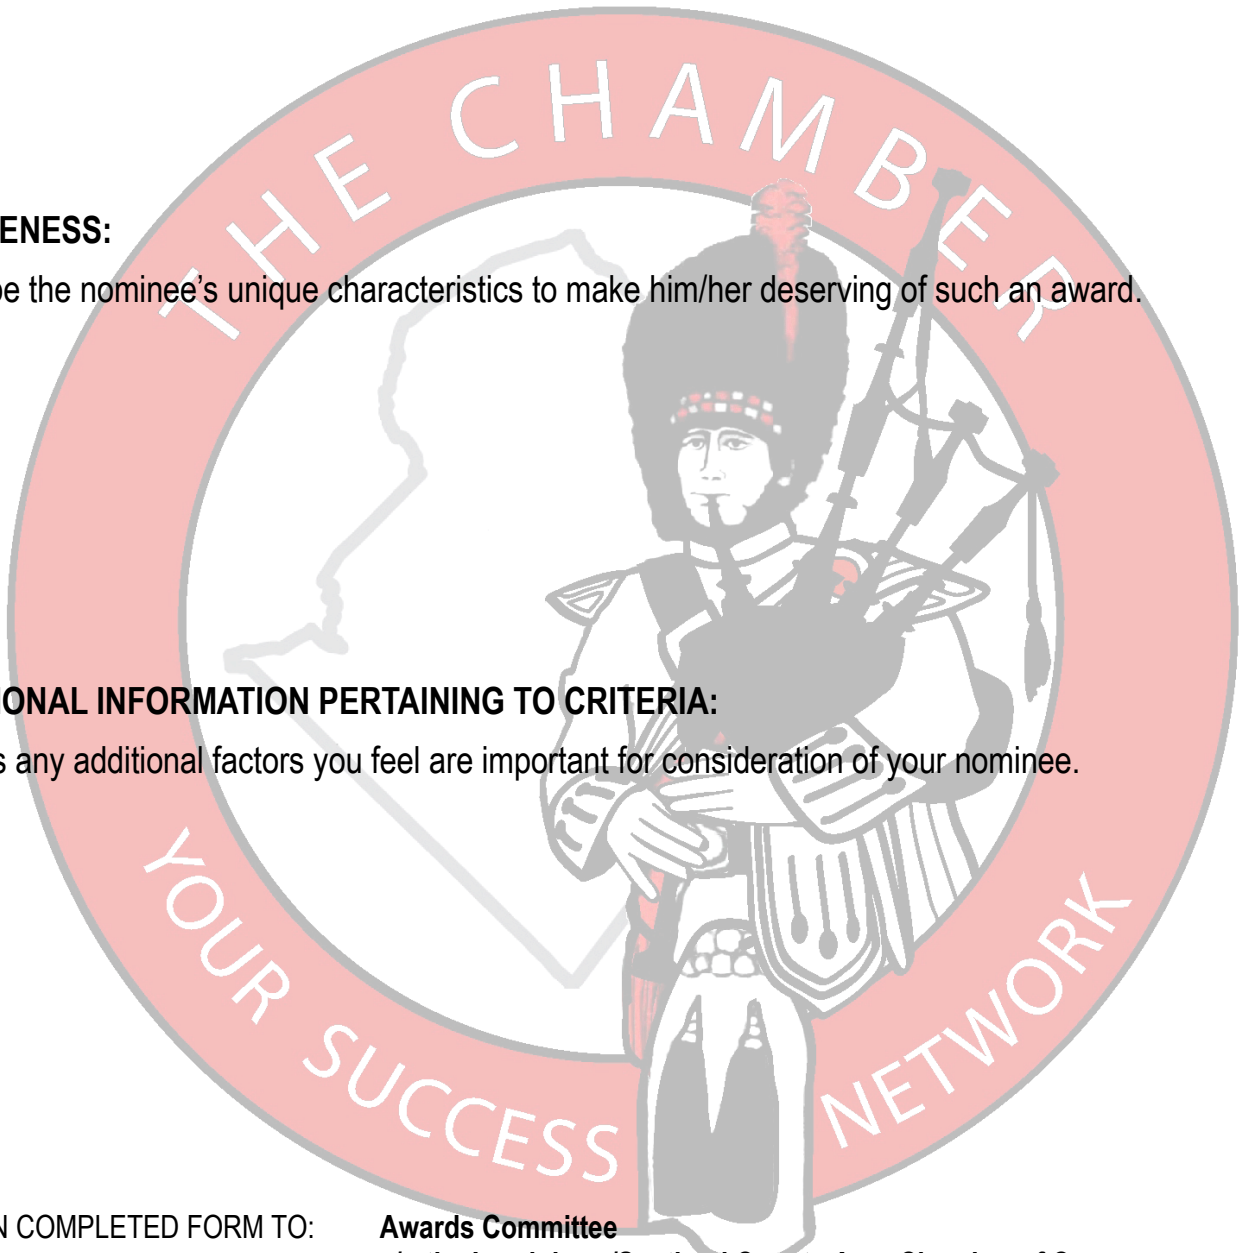 THE CHAMBER
ENESS:
be the nominee's unique characteristics to make him/her deserving of such an award.
IONAL INFORMATION PERTAINING TO CRITERIA:
s any additional factors you feel are important for consideration of your nominee.
YOUR SUCCESS NETWORK
N COMPLETED FORM TO: Awards Committee